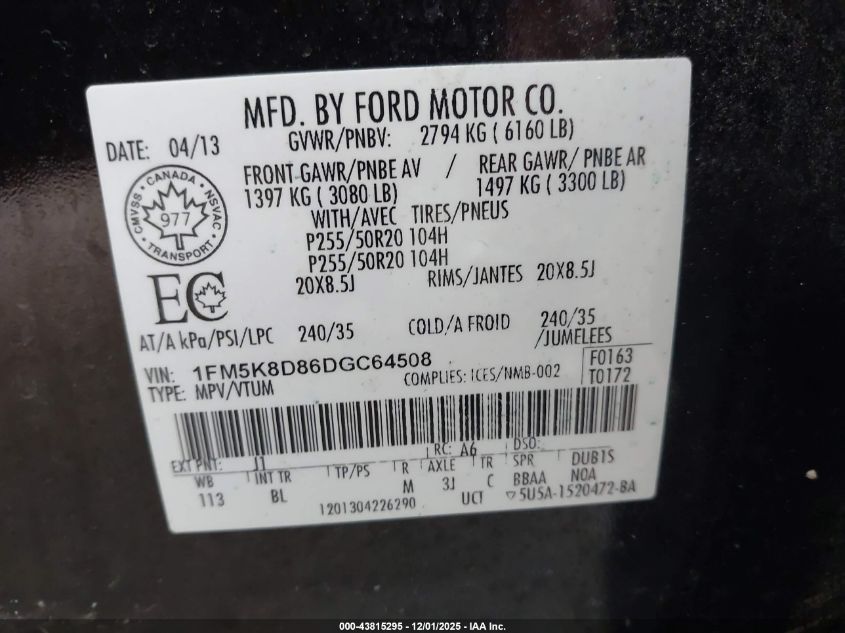 MFD. BY FORD MOTOR CO.
DATE: 04/13
GVWR/PNBV: 2794 KG ( 6160 LB)
FRONT GAWR/PNBE AV / REAR GAWR/ PNBE AR
1397 KG ( 3080 LB) 1497 KG ( 3300 LB)
WITH/AVEC TIRES/PNEUS
P255/50R20 104H
P255/50R20 104H
20X8.5J RIMS/JANTES 20X8.5J
CANADA
CMVSS NSVAC
977
TRANSPORT
EC
AT/A kPa/PSI/LPC 240/35 COLD/A FROID 240/35
/JUMELEES
VIN: 1FM5K8D86DGC64508
TYPE: MPV/VTUM
COMPLIES: ICES/NMB-002
F0163
T0172
EXT PNT: J1 RC: A6 DSO:
WB INT TR TP/PS R AXLE TR SPR DUB1S
113 BL M 3J C BBAA NOA
1201304226290 UCT 5U5A-1520472-BA
000-43815295 - 12/01/2025 - IAA Inc.